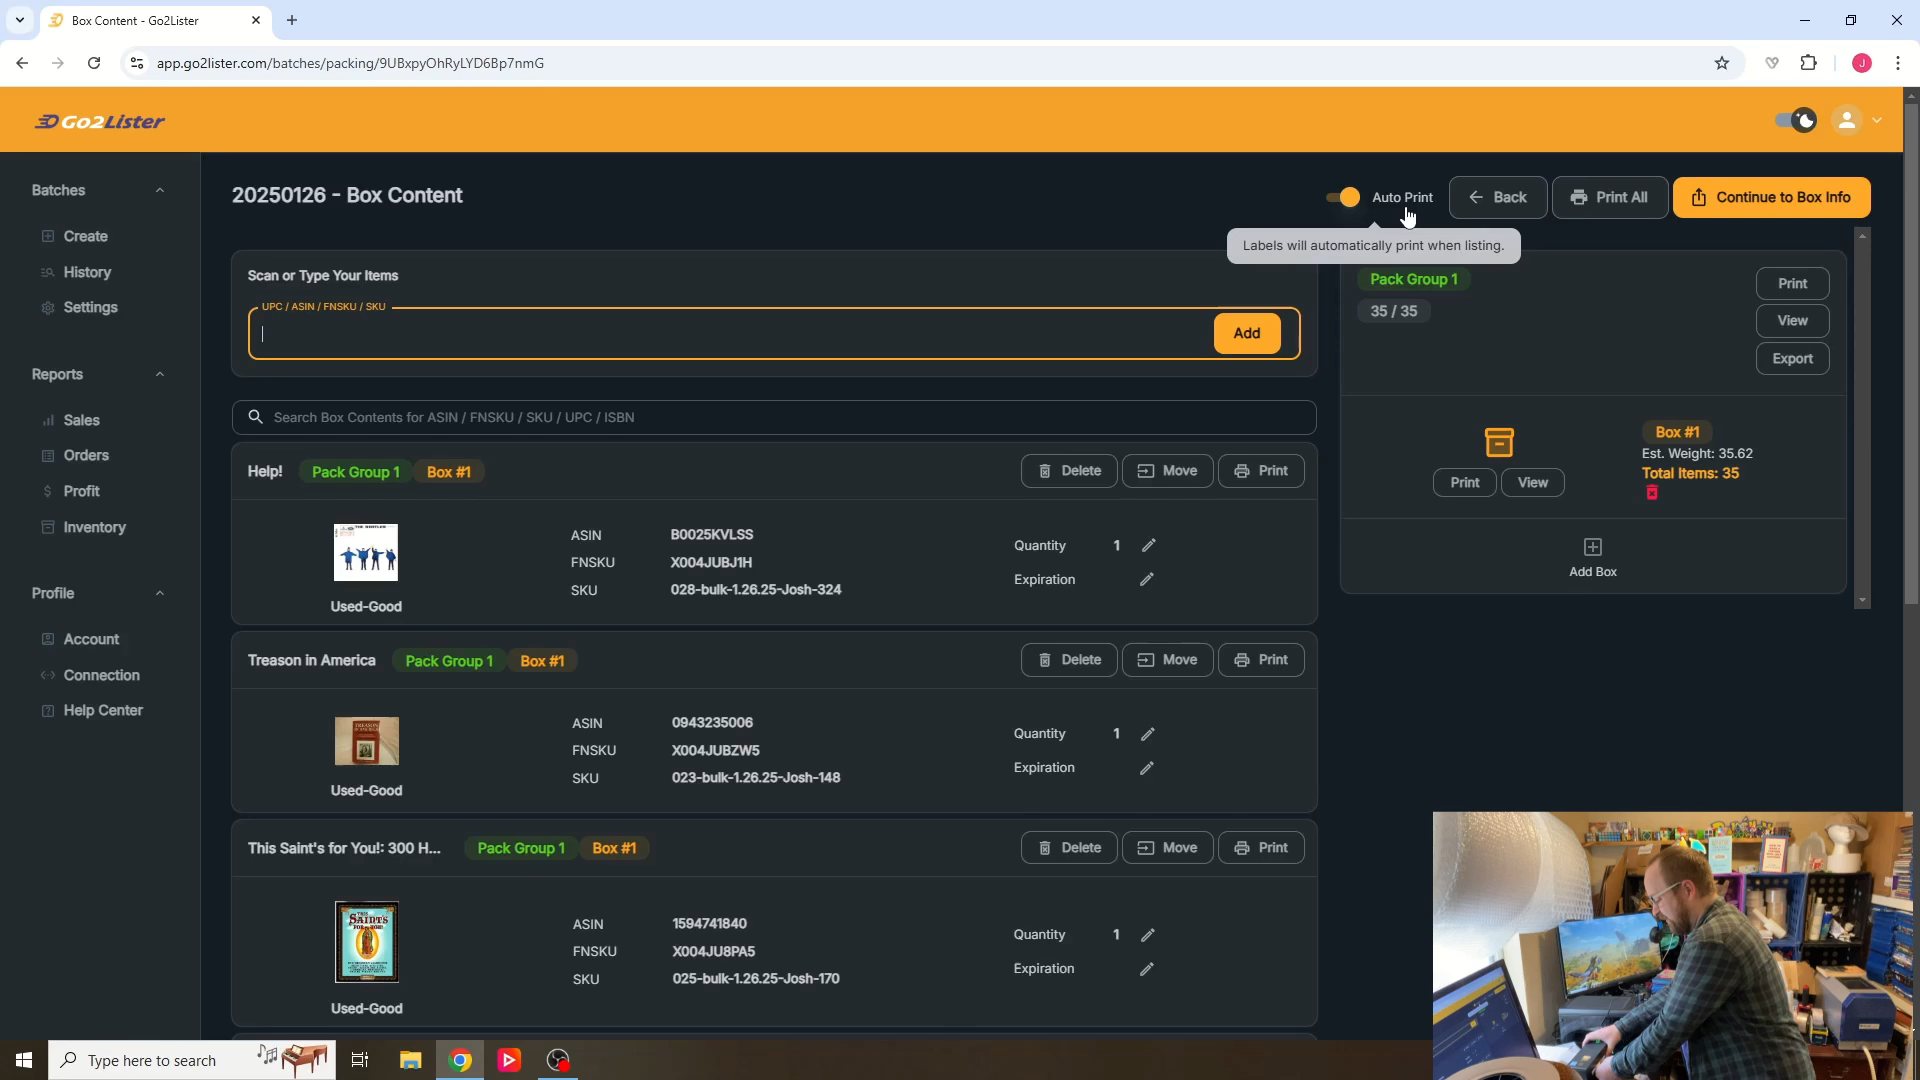 Box Content - Go2Lister
app.go2lister.com/batches/packing/9UBxpyOhRyLYD6Bp7nmG
J
Go2Lister
Batches
Create
History
Settings
Reports
Sales
Orders
Profit
Inventory
Profile
Account
Connection
Help Center
20250126 - Box Content
Auto Print
Back
Print All
Continue to Box Info
Labels will automatically print when listing.
Scan or Type Your Items
UPC / ASIN / FNSKU / SKU
Add
Search Box Contents for ASIN / FNSKU / SKU / UPC / ISBN
Help! Pack Group 1 Box #1 Delete Move Print
ASIN B0025KVLSS
FNSKU X004JUBJ1H
SKU 028-bulk-1.26.25-Josh-324
Quantity 1
Expiration
Used-Good
Treason in America Pack Group 1 Box #1 Delete Move Print
ASIN 0943235006
FNSKU X004JUBZW5
SKU 023-bulk-1.26.25-Josh-148
Quantity 1
Expiration
Used-Good
This Saint's for You!: 300 H... Pack Group 1 Box #1 Delete Move Print
THIS
SAINT'S
FOR YOU!
ASIN 1594741840
FNSKU X004JU8PA5
SKU 025-bulk-1.26.25-Josh-170
Quantity 1
Expiration
Used-Good
Pack Group 1
35 / 35
Print
View
Export
Box #1
Est. Weight: 35.62
Total Items: 35
Print
View
Add Box
Type here to search